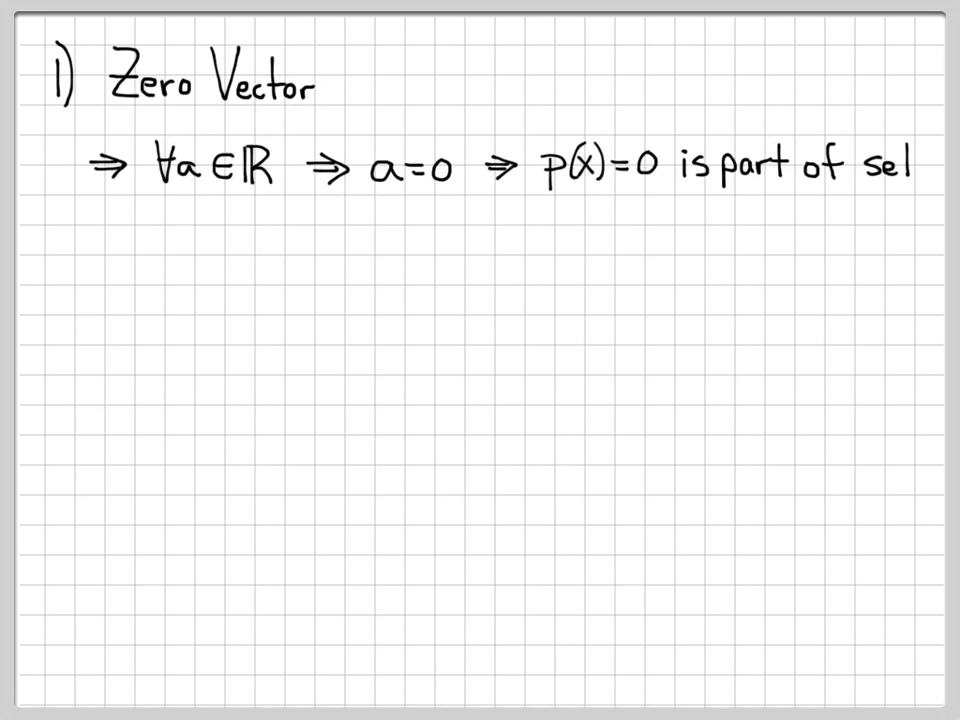 1) Zero Vector
⇒ ∀a∈ℝ ⇒ a=0 ⇒ p(x)=0 is part of sel